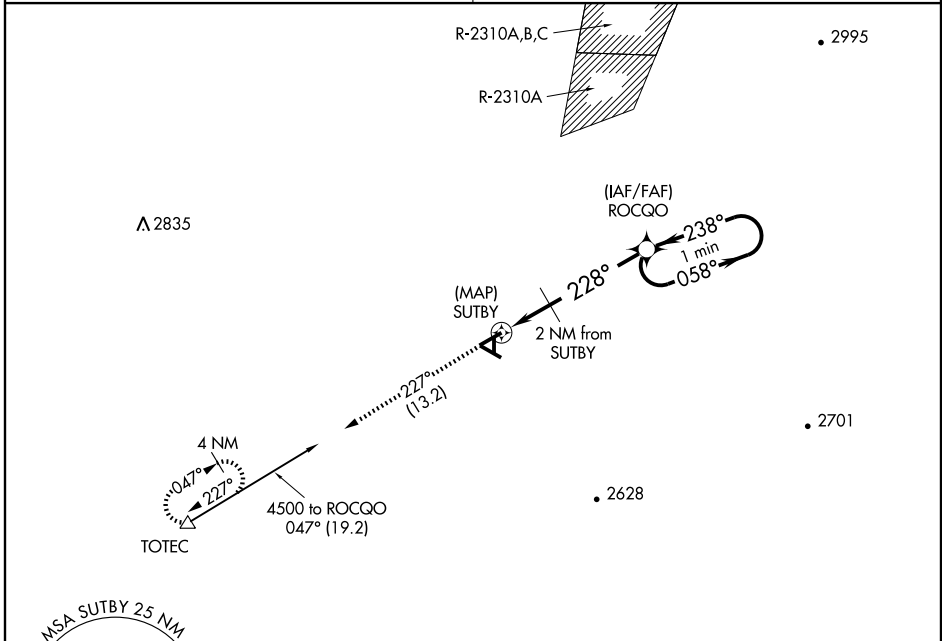 R-2310A,B,C
2995
R-2310A
(IAF/FAF)
ROCQO
2835
238°
1 min
058°
228°
(MAP)
SUTBY
2 NM from
SUTBY
227°
(13.2)
2701
4 NM
047°
227°
2628
4500 to ROCQO
047° (19.2)
TOTEC
MSA SUTBY 25 NM